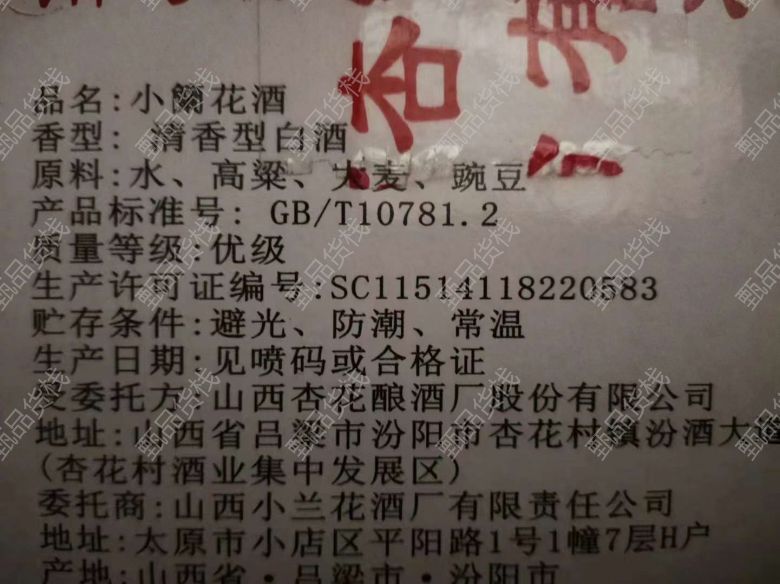 杏 有
品名:小蘭花酒
香型: 清香型白酒
原料:水、高粱、大麦、豌豆
产品标准号: GB/T10781.2
质量等级:优级
生产许可证编号:SC11514118220583
贮存条件:避光、防潮、常温
生产日期:见喷码或合格证
受委托方:山西杏花酿酒厂股份有限公司
地址:山西省吕梁市汾阳市杏花村镇汾酒大道
(杏花村酒业集中发展区)
委托商:山西小兰花酒厂有限责任公司
地址:太原市小店区平阳路1号1幢7层H户
产地:山西省·吕梁市·汾阳市
甄品货栈